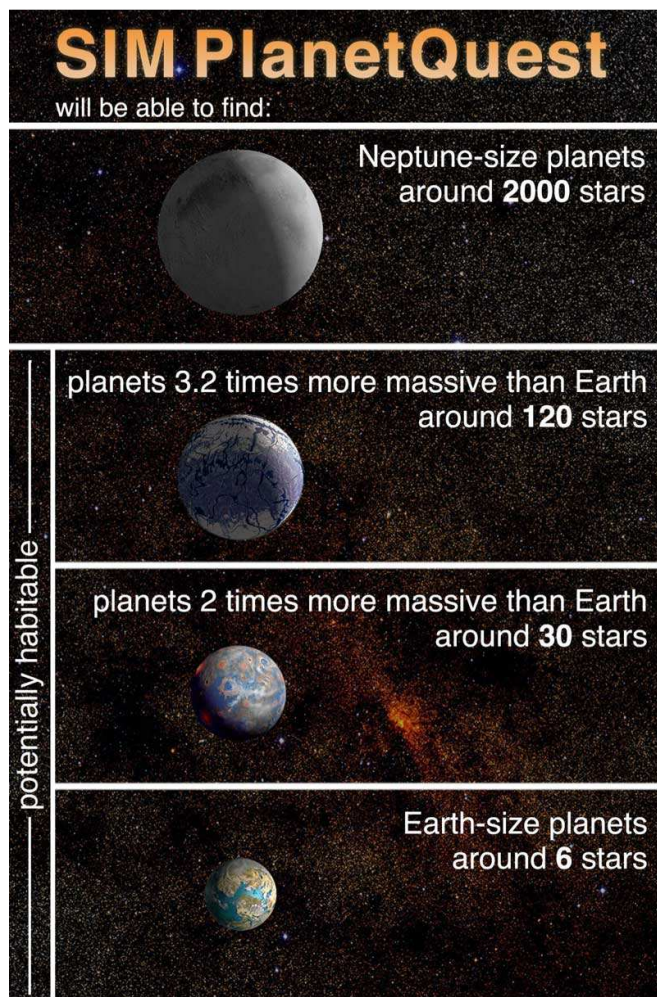 SIM PlanetQuest
will be able to find:
Neptune-size planets
around 2000 stars
potentially habitable
planets 3.2 times more massive than Earth
around 120 stars
planets 2 times more massive than Earth
around 30 stars
Earth-size planets
around 6 stars